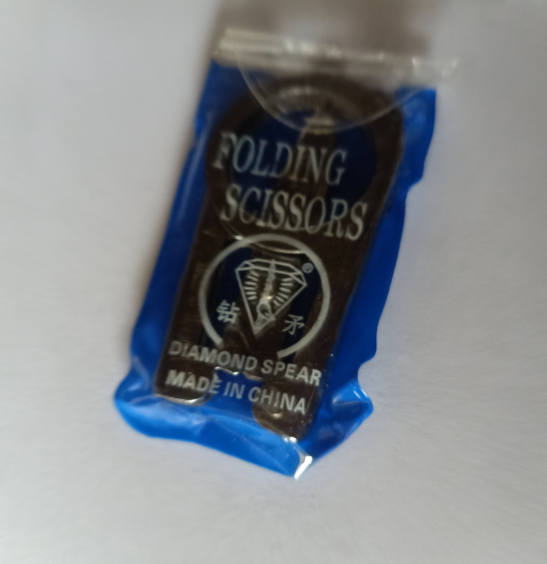 FOLDING
SCISSORS
®
钻 矛
DIAMOND SPEAR
MADE IN CHINA